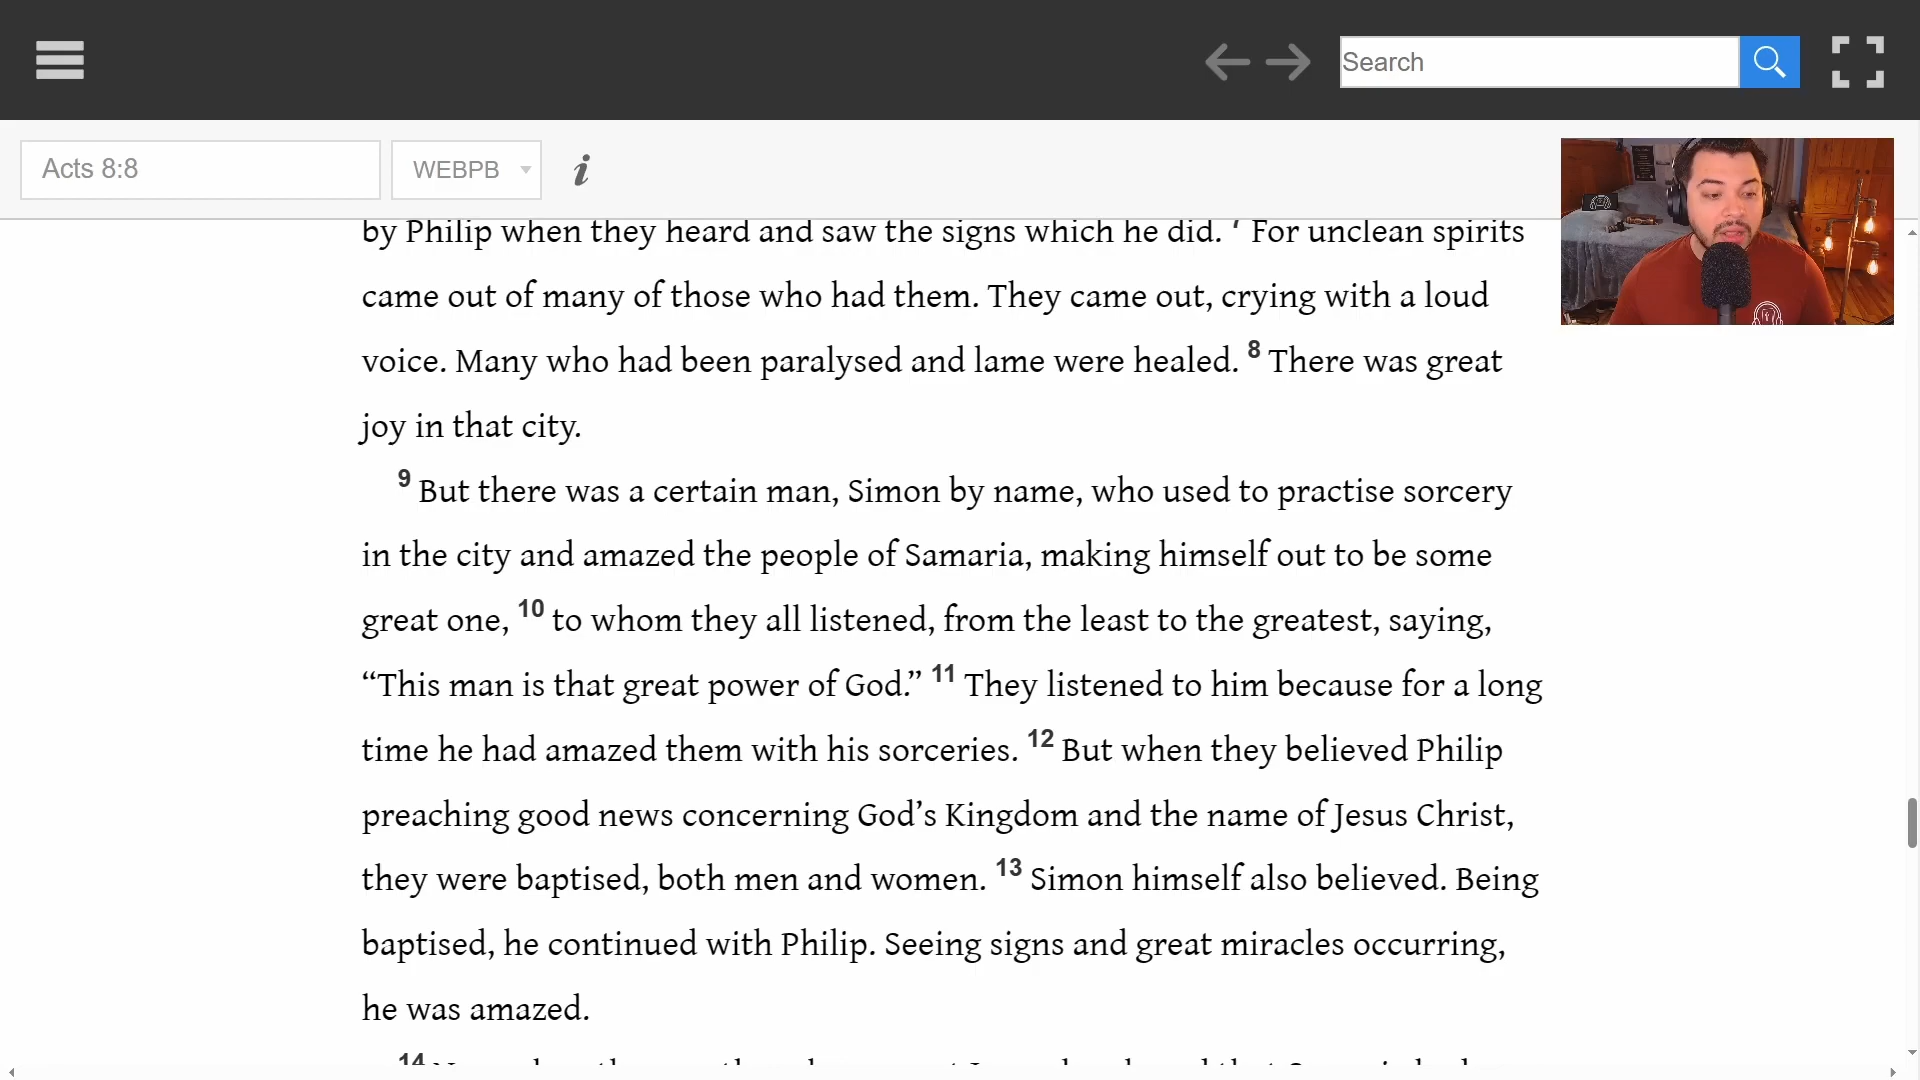 Search
Acts 8:8
WEBPB
i
by Philip when they heard and saw the signs which he did. 7 For unclean spirits
came out of many of those who had them. They came out, crying with a loud
voice. Many who had been paralysed and lame were healed. 8 There was great
joy in that city.
9 But there was a certain man, Simon by name, who used to practise sorcery
in the city and amazed the people of Samaria, making himself out to be some
great one, 10 to whom they all listened, from the least to the greatest, saying,
“This man is that great power of God.” 11 They listened to him because for a long
time he had amazed them with his sorceries. 12 But when they believed Philip
preaching good news concerning God’s Kingdom and the name of Jesus Christ,
they were baptised, both men and women. 13 Simon himself also believed. Being
baptised, he continued with Philip. Seeing signs and great miracles occurring,
he was amazed.
14